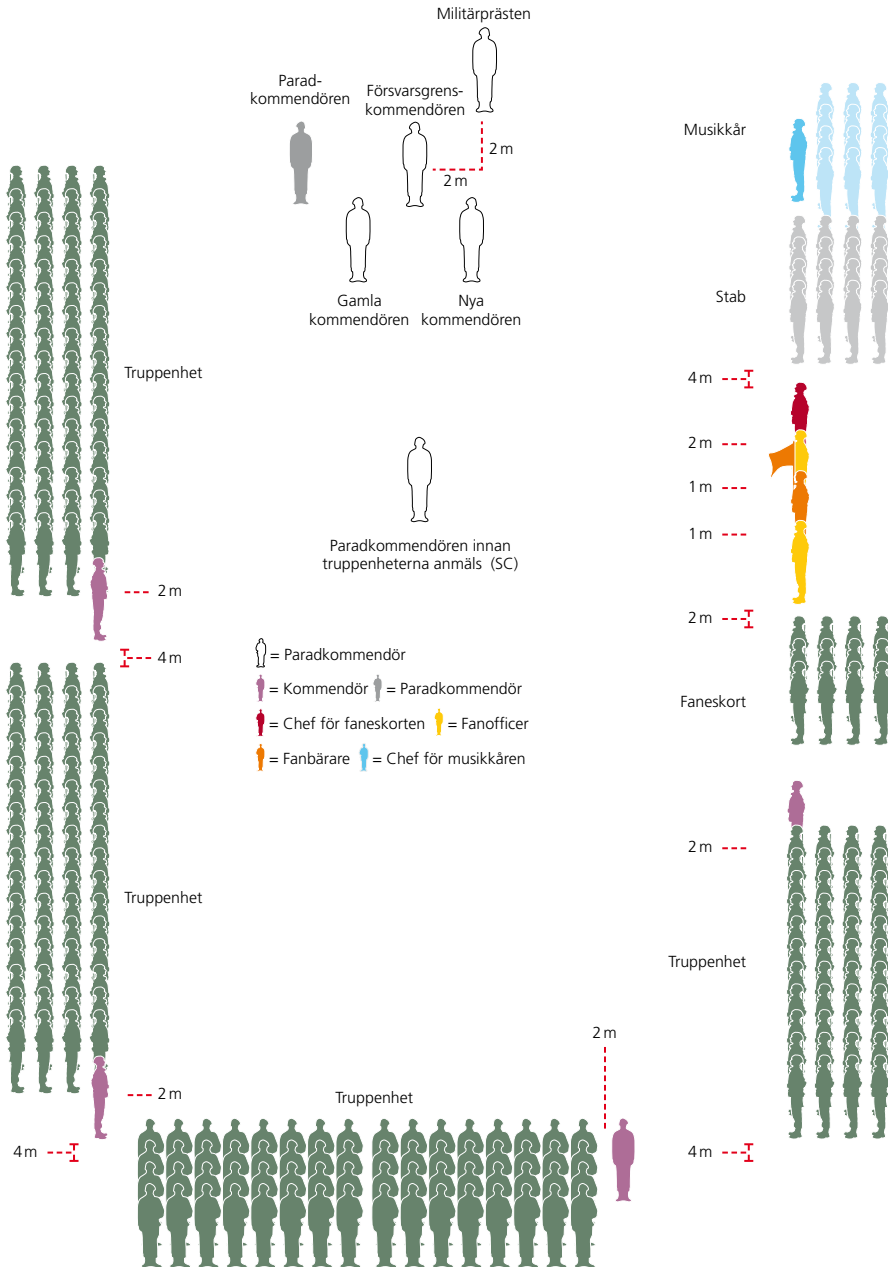 Militärprästen
Parad-
kommendören
Försvarsgrens-
kommendören
2 m
2 m
Musikkår
Gamla
kommendören
Nya
kommendören
Stab
Truppenhet
4 m
2 m
1 m
1 m
Paradkommendören innan
truppenheterna anmäls (SC)
2 m
2 m
4 m
= Paradkommendör
= Kommendör = Paradkommendör
= Chef för faneskorten = Fanofficer
= Fanbärare = Chef för musikkåren
Faneskort
2 m
Truppenhet
Truppenhet
2 m
2 m
Truppenhet
4 m
4 m